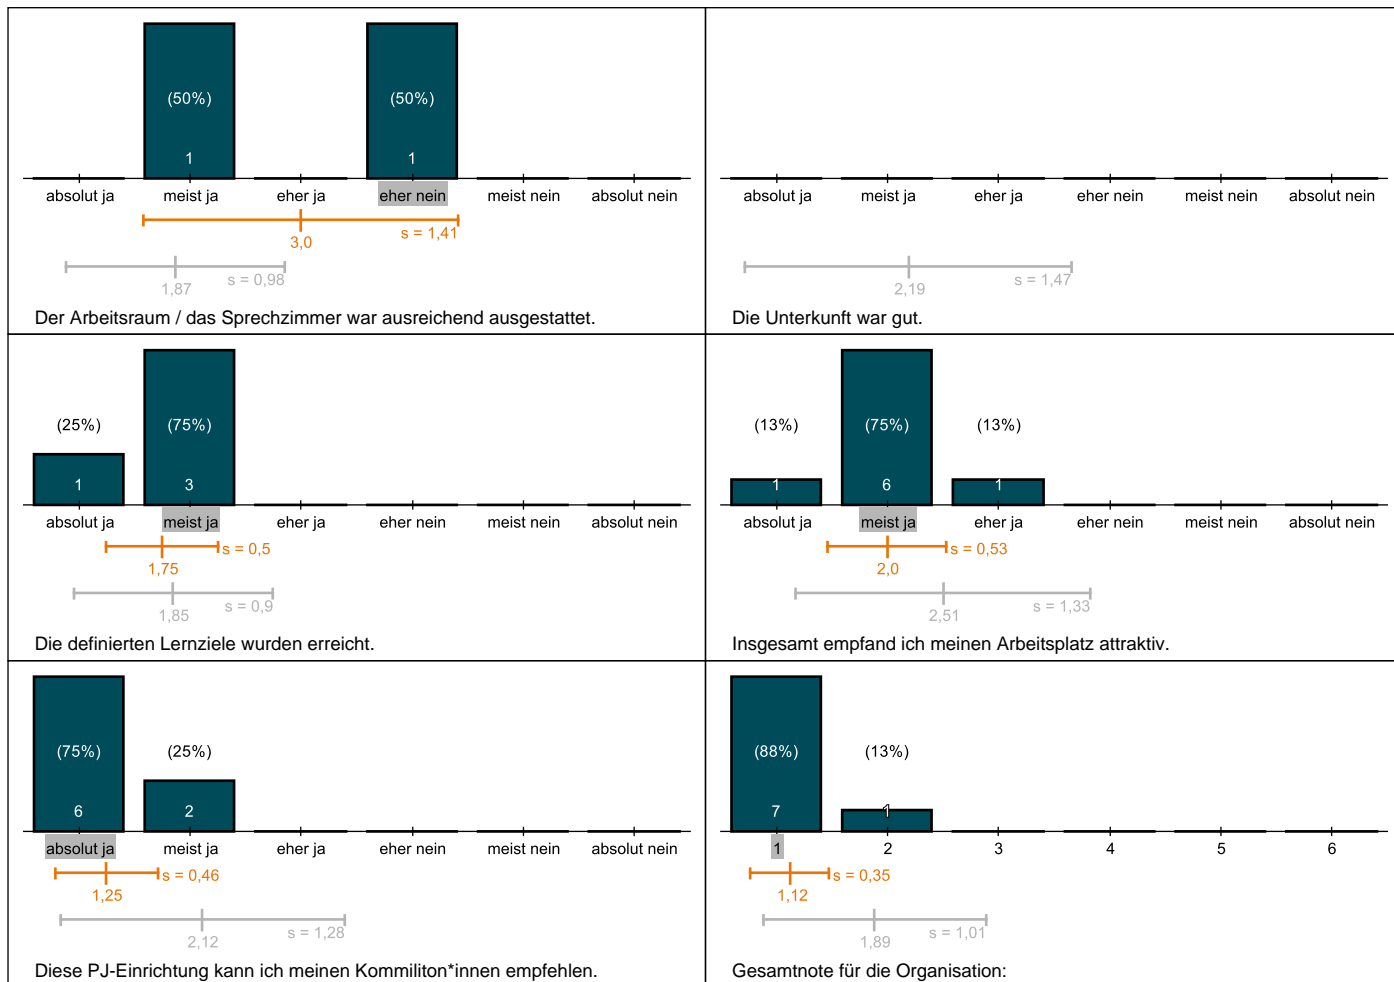 (50%) (50%)
1 1
absolut ja meist ja eher ja eher nein meist nein absolut nein
s = 1,41
3,0
s = 0,98
1,87
Der Arbeitsraum / das Sprechzimmer war ausreichend ausgestattet.
absolut ja meist ja eher ja eher nein meist nein absolut nein
s = 1,47
2,19
Die Unterkunft war gut.
(25%) (75%)
1 3
absolut ja meist ja eher ja eher nein meist nein absolut nein
s = 0,5
1,75
s = 0,9
1,85
Die definierten Lernziele wurden erreicht.
(13%) (75%) (13%)
1 6 1
absolut ja meist ja eher ja eher nein meist nein absolut nein
s = 0,53
2,0
s = 1,33
2,51
Insgesamt empfand ich meinen Arbeitsplatz attraktiv.
(75%) (25%)
6 2
absolut ja meist ja eher ja eher nein meist nein absolut nein
s = 0,46
1,25
s = 1,28
2,12
Diese PJ-Einrichtung kann ich meinen Kommiliton*innen empfehlen.
(88%) (13%)
7 1
1 2 3 4 5 6
s = 0,35
1,12
s = 1,01
1,89
Gesamtnote für die Organisation: